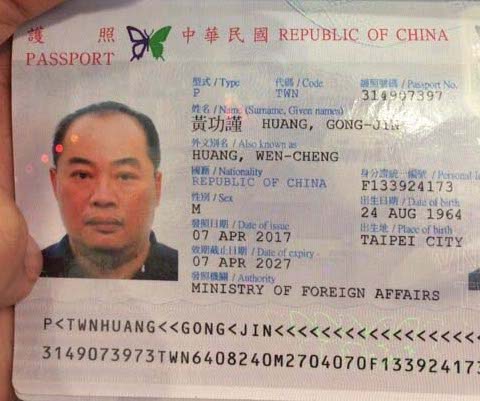 護 照 中華民國 REPUBLIC OF CHINA
PASSPORT
型式 / Type 代碼 / Code 護照號碼 / Passport No.
P TWN 314907397
姓名 / Name (Surname, Given names)
黃功謹 HUANG, GONG-JIN
外文別名 / Also known as
HUANG, WEN-CHENG
國籍 / Nationality 身分證統一編號 / Personal
REPUBLIC OF CHINA F133924173
性別 / Sex 出生日期 / Date of birth
M 24 AUG 1964
發照日期 / Date of issue 出生地 / Place of birth
07 APR 2017 TAIPEI CITY
效期截止日期 / Date of expiry
07 APR 2027
發照機關 / Authority
MINISTRY OF FOREIGN AFFAIRS
P<TWNHUANG<<GONG<JIN<<<<<<<<<<<<<<<<<<
3149073973TWN6408240M2704070F133924173